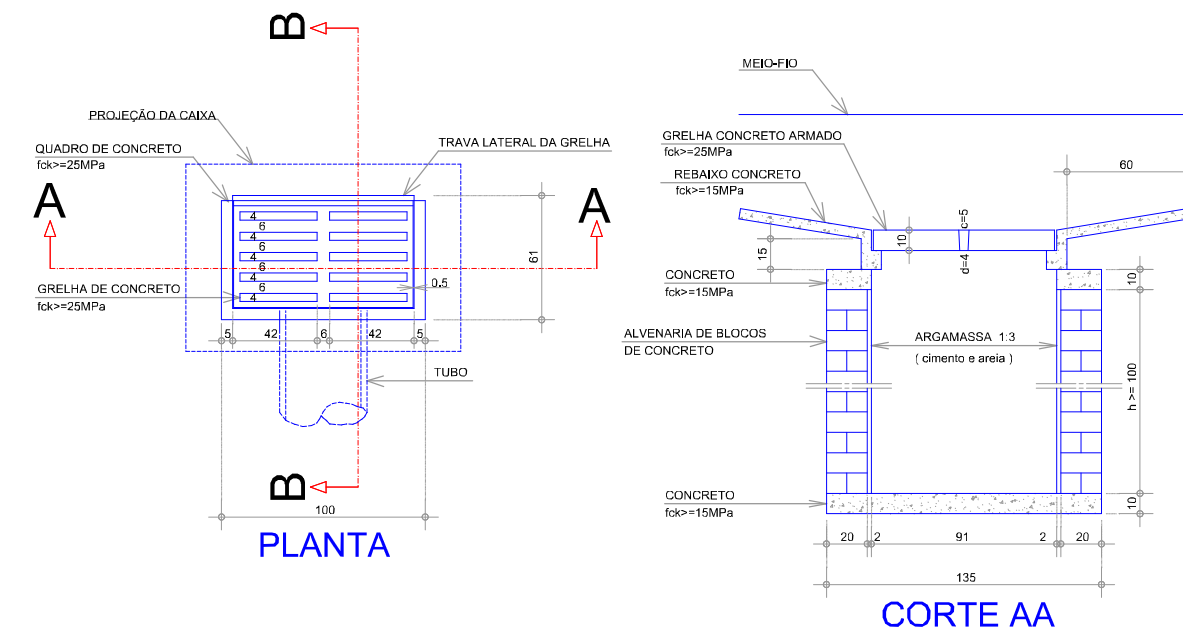 B
PROJEÇÃO DA CAIXA
QUADRO DE CONCRETO
fck>=25MPa
TRAVA LATERAL DA GRELHA
A
A
4
6
4
6
4
6
4
6
4
61
0,5
GRELHA DE CONCRETO
fck>=25MPa
5
42
6
42
5
TUBO
B
100
PLANTA
MEIO-FIO
GRELHA CONCRETO ARMADO
fck>=25MPa
REBAIXO CONCRETO
fck>=15MPa
60
c=5
10
d=4
15
CONCRETO
fck>=15MPa
10
ALVENARIA DE BLOCOS
DE CONCRETO
ARGAMASSA 1:3
( cimento e areia )
h >= 100
CONCRETO
fck>=15MPa
10
20
2
91
2
20
135
CORTE AA